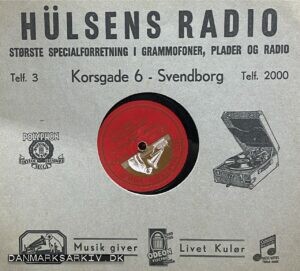 HÜLSENS RADIO
STØRSTE SPECIALFORRETNING I GRAMMOFONER, PLADER OG RADIO
Telf. 3 Korsgade 6 - Svendborg Telf. 2000
POLYPHON
Musik giver ODEON Livet Kulør
DANMARKSARKIV.DK